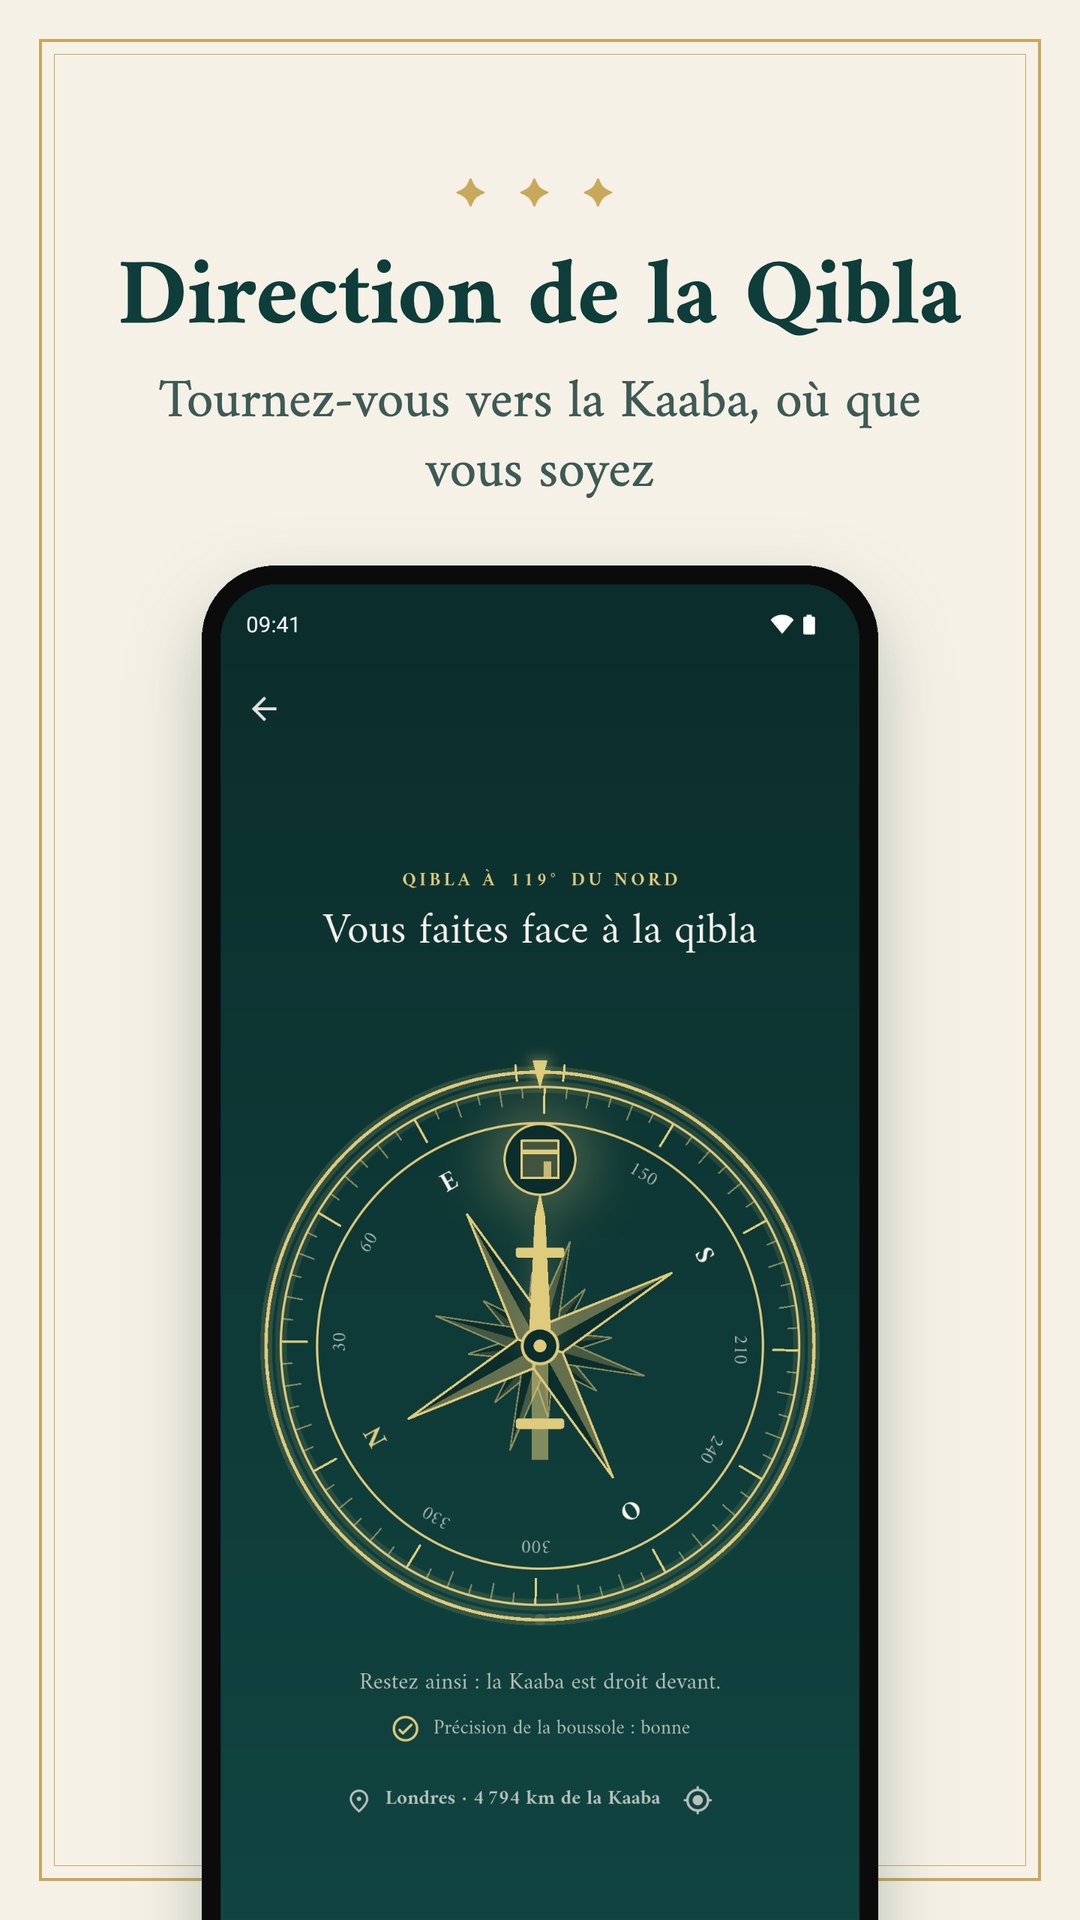 Direction de la Qibla
Tournez-vous vers la Kaaba, où que
vous soyez
09:41
QIBLA À 119° DU NORD
Vous faites face à la qibla
E
150
60
S
30
210
N
240
330
O
300
Restez ainsi : la Kaaba est droit devant.
Précision de la boussole : bonne
Londres · 4 794 km de la Kaaba